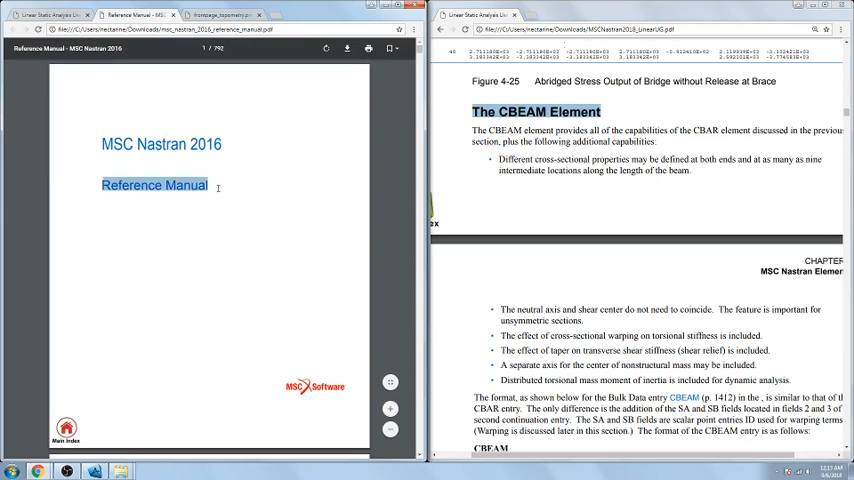 Linear Static Analysis Us
Reference Manual - MSC N
frontpage_topometry.pdf
file:///C:/Users/nectarine/Downloads/msc_nastran_2016_reference_manual.pdf
Reference Manual - MSC Nastran 2016
1 / 792
MSC Nastran 2016
Reference Manual
MSC Software
Main Index
Linear Static Analysis User
file:///C:/Users/nectarine/Downloads/MSCNastran2018_LinearUG.pdf
Figure 4-25 Abridged Stress Output of Bridge without Release at Brace
The CBEAM Element
The CBEAM element provides all of the capabilities of the CBAR element discussed in the previou
section, plus the following additional capabilities:
• Different cross-sectional properties may be defined at both ends and at as many as nine
intermediate locations along the length of the beam.
ex
CHAPTER
MSC Nastran Elemen
• The neutral axis and shear center do not need to coincide. The feature is important for
unsymmetric sections.
• The effect of cross-sectional warping on torsional stiffness is included.
• The effect of taper on transverse shear stiffness (shear relief) is included.
• A separate axis for the center of nonstructural mass may be included.
• Distributed torsional mass moment of inertia is included for dynamic analysis.
The format, as shown below for the Bulk Data entry CBEAM (p. 1412) in the , is similar to that of th
CBAR entry. The only difference is the addition of the SA and SB fields located in fields 2 and 3 of
second continuation entry. The SA and SB fields are scalar point entries ID used for warping terms
(Warping is discussed later in this section.) The format of the CBEAM entry is as follows:
CBEAM
12:13 AM